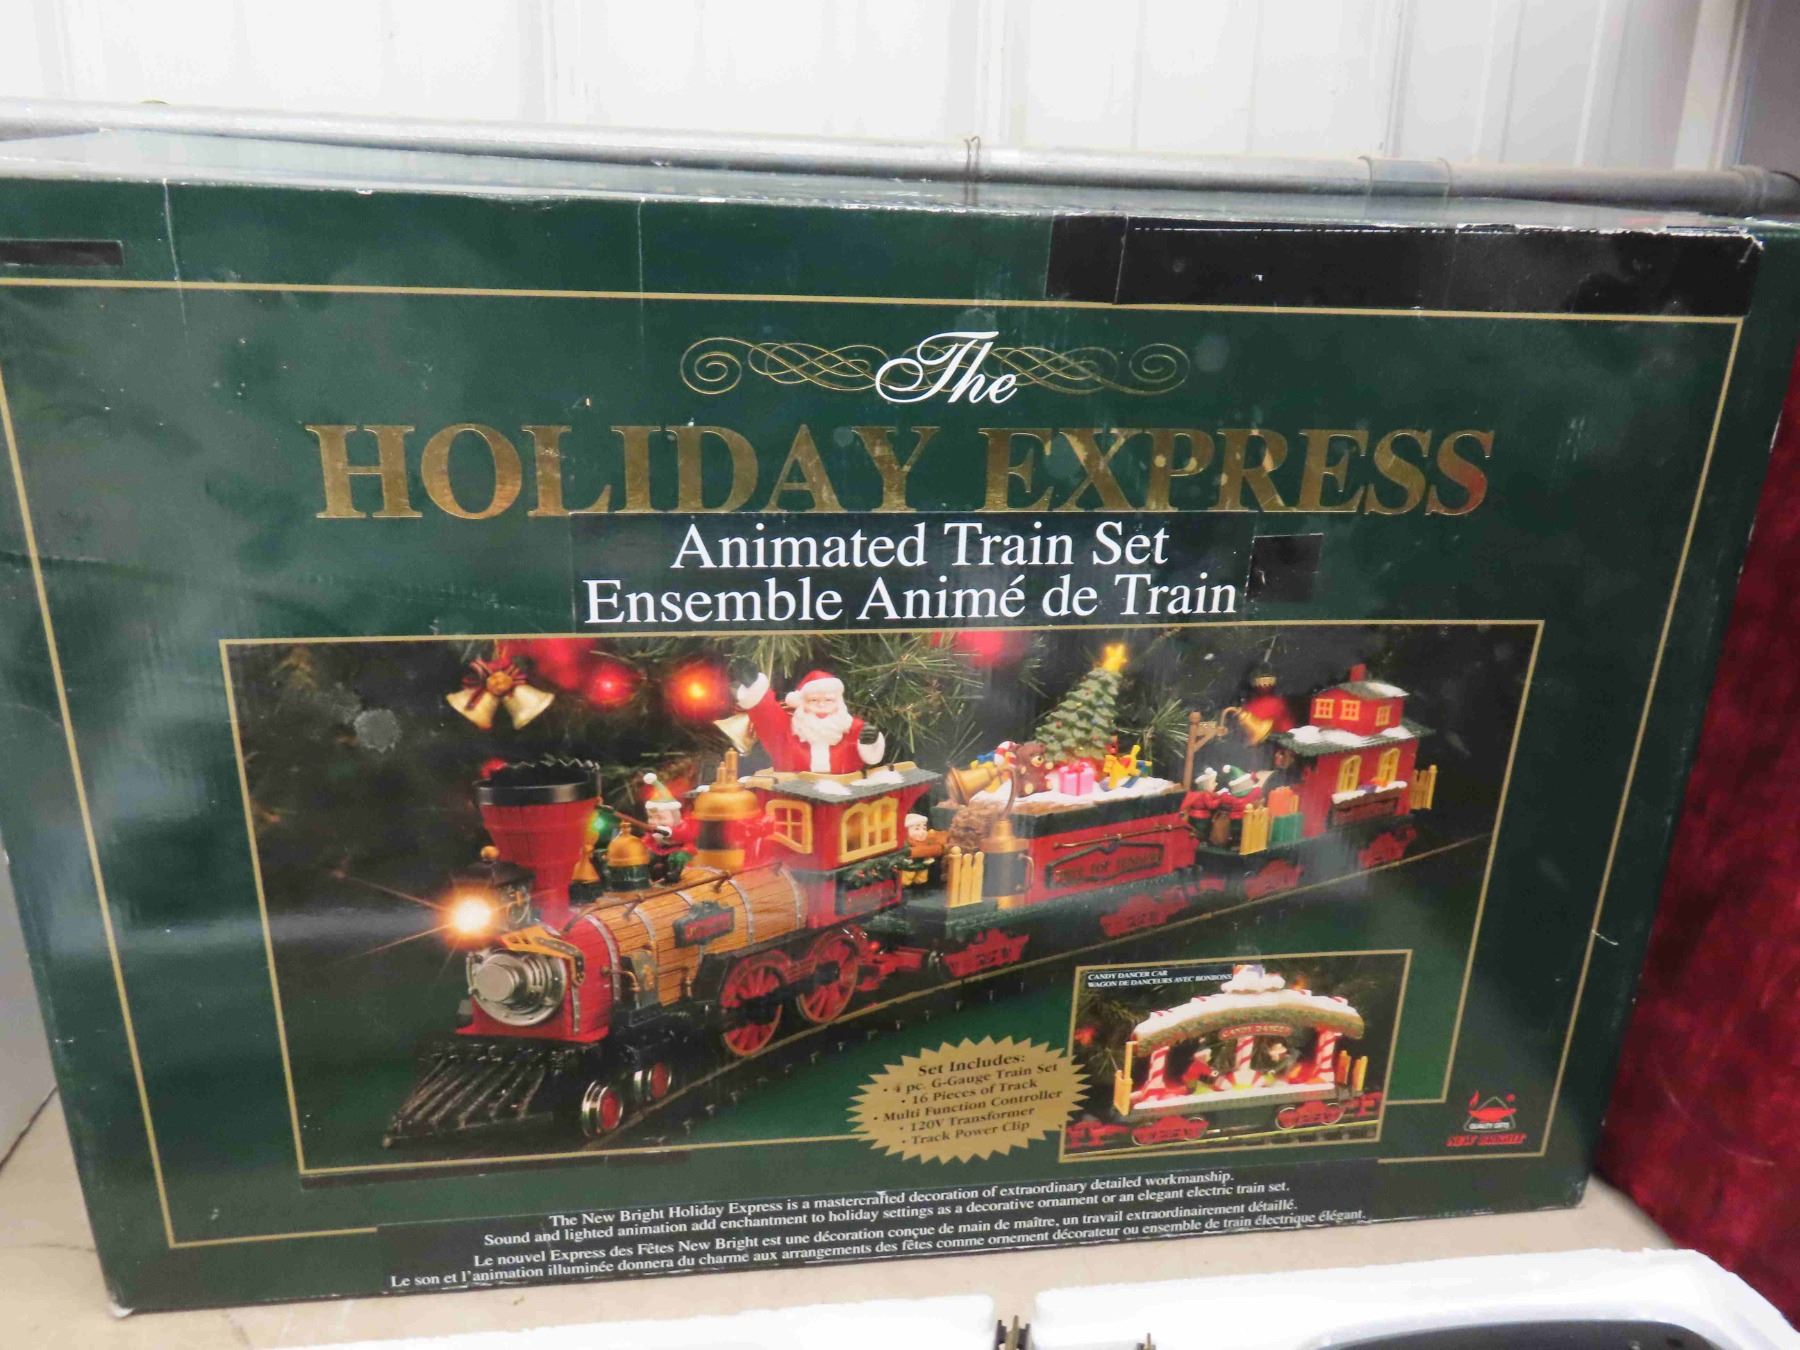 The
HOLIDAY EXPRESS
Animated Train Set
Ensemble Animé de Train
CANDY DANCER CAR
WAGON DE DANCEURS AVEC BONBONS
CANDY DANCER
Set Includes:
• 4 pc. G-Gauge Train Set
• 16 Pieces of Track
• Multi Function Controller
• 120V Transformer
• Track Power Clip
QUALITY GIFTS
NEW BRIGHT
The New Bright Holiday Express is a mastercrafted decoration of extraordinary detailed workmanship.
Sound and lighted animation add enchantment to holiday settings as a decorative ornament or an elegant electric train set.
Le nouvel Express des Fêtes New Bright est une décoration conçue de main de maître, un travail extraordinairement détaillé.
Le son et l'animation illuminée donnera du charme aux arrangements des fêtes comme ornement décorateur ou ensemble de train électrique élégant.